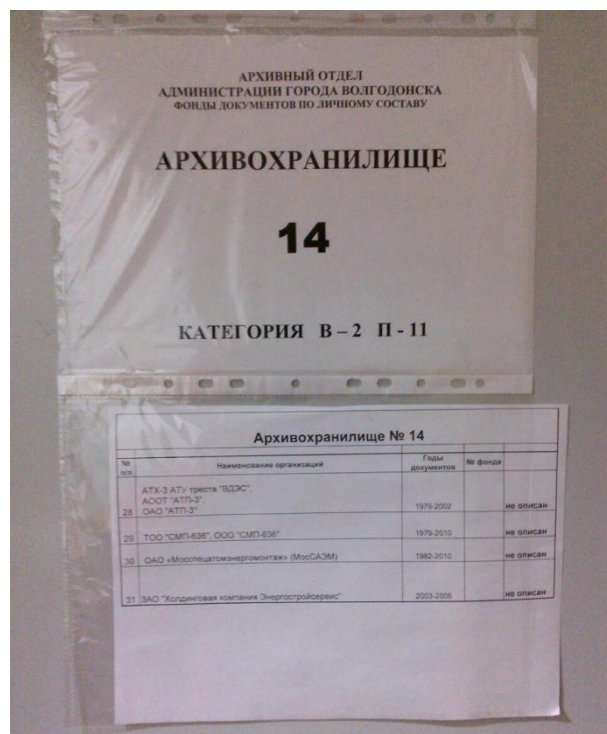 АРХИВНЫЙ ОТДЕЛ
АДМИНИСТРАЦИИ ГОРОДА ВОЛГОДОНСКА
ФОНДЫ ДОКУМЕНТОВ ПО ЛИЧНОМУ СОСТАВУ
АРХИВОХРАНИЛИЩЕ
14
КАТЕГОРИЯ В – 2 П - 11
Архивохранилище № 14
№ п/п Наименование организаций Годы документов № фонда
28 АТХ-3 АТУ треста "ВДЭС",
АООТ "АТП-3",
ОАО "АТП-3" 1979-2002 не описан
29 ТОО "СМП-636", ООО "СМП-636" 1979-2010 не описан
30 ОАО «Мосспецатомэнергомонтаж» (МосСАЭМ) 1982-2010 не описан
31 ЗАО "Холдинговая компания Энергостройсервис" 2003-2006 не описан